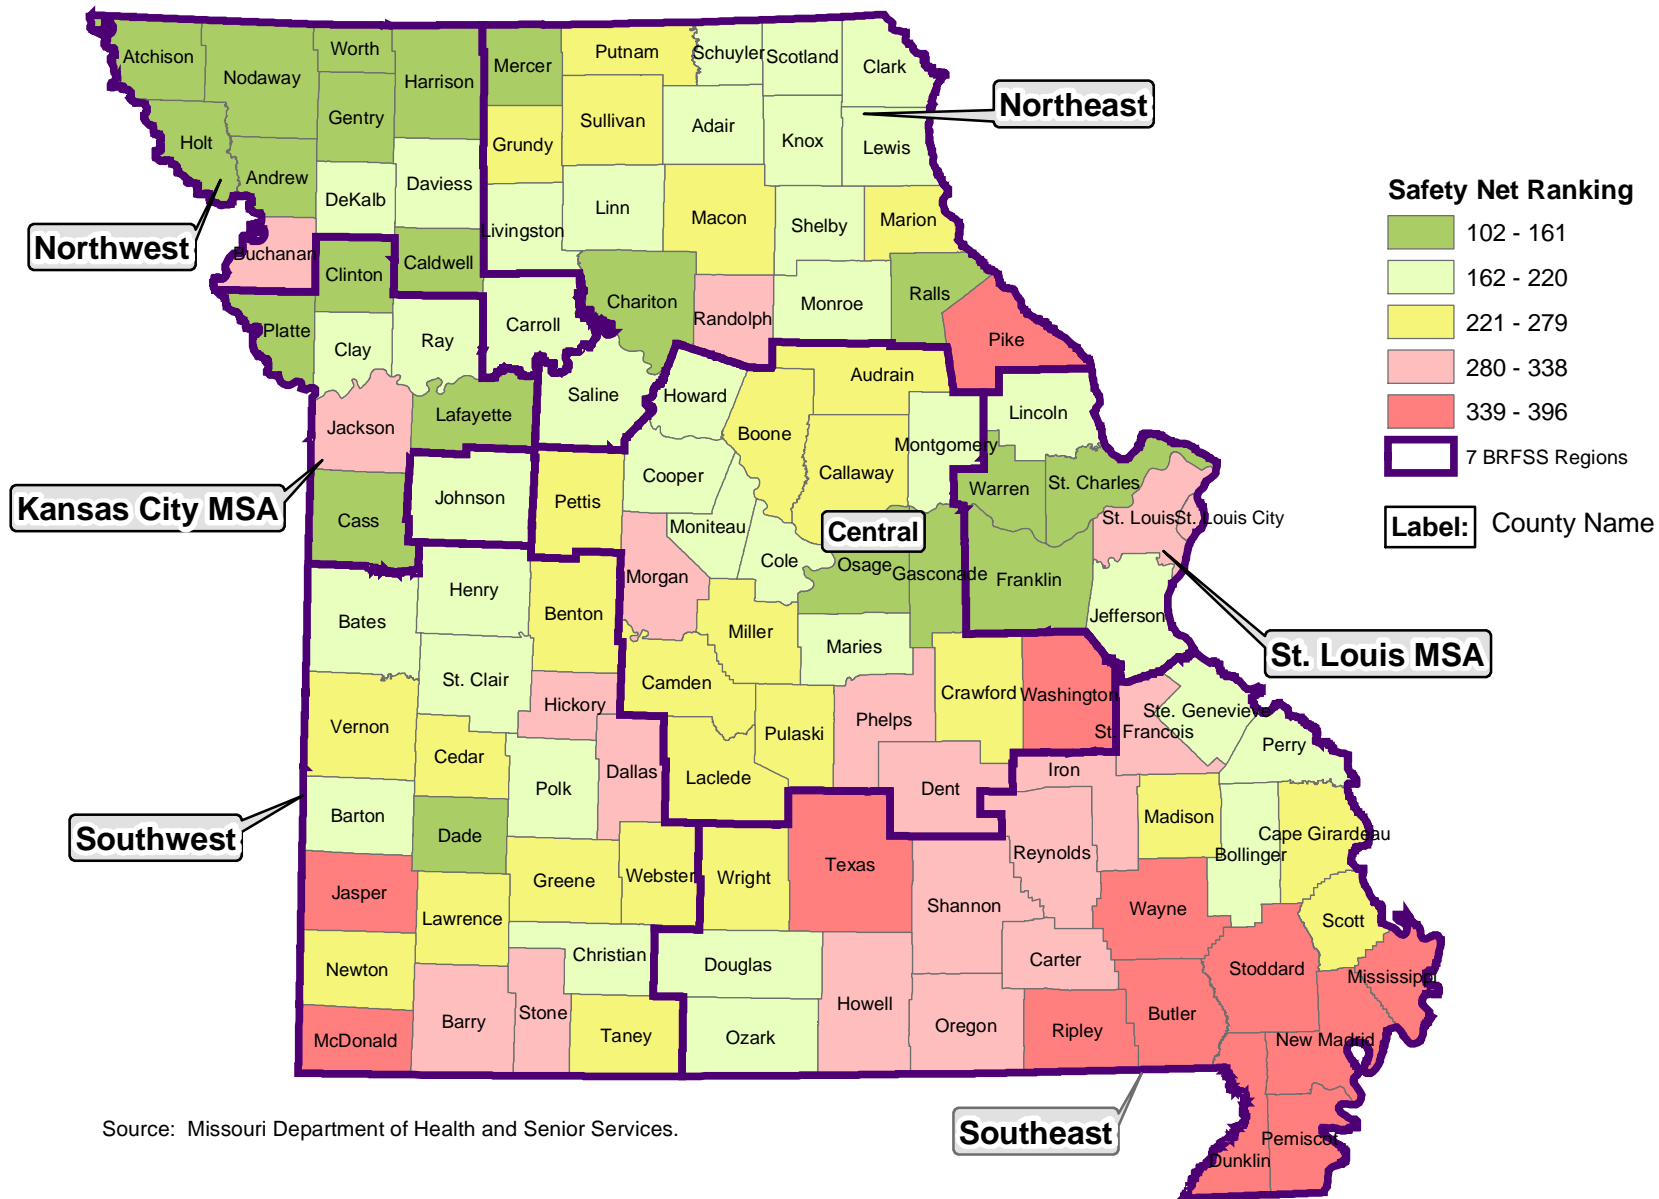 Atchison
Nodaway
Worth
Harrison
Mercer
Putnam
Schuyler
Scotland
Clark
Gentry
Holt
Andrew
DeKalb
Daviess
Grundy
Sullivan
Adair
Knox
Lewis
Northeast
Northwest
Buchanan
Clinton
Caldwell
Livingston
Linn
Macon
Shelby
Marion
Platte
Clay
Ray
Carroll
Chariton
Randolph
Monroe
Ralls
Pike
Safety Net Ranking
102 - 161
162 - 220
221 - 279
280 - 338
339 - 396
7 BRFSS Regions
Label: County Name
Jackson
Lafayette
Saline
Howard
Boone
Audrain
Montgomery
Lincoln
Kansas City MSA
Cass
Johnson
Pettis
Cooper
Moniteau
Callaway
Central
Warren
St. Charles
St. Louis
St. Louis City
Bates
Henry
Benton
Morgan
Cole
Osage
Gasconade
Franklin
Jefferson
St. Louis MSA
Miller
Maries
Vernon
St. Clair
Hickory
Camden
Pulaski
Phelps
Crawford
Washington
Ste. Genevieve
St. Francois
Perry
Cedar
Polk
Dallas
Laclede
Dent
Iron
Southwest
Barton
Dade
Greene
Webster
Wright
Texas
Reynolds
Madison
Bollinger
Cape Girardeau
Jasper
Lawrence
Christian
Douglas
Shannon
Wayne
Scott
Newton
Carter
Stoddard
Mississippi
McDonald
Barry
Stone
Taney
Ozark
Howell
Oregon
Ripley
Butler
New Madrid
Southeast
Pemiscot
Dunklin
Source: Missouri Department of Health and Senior Services.